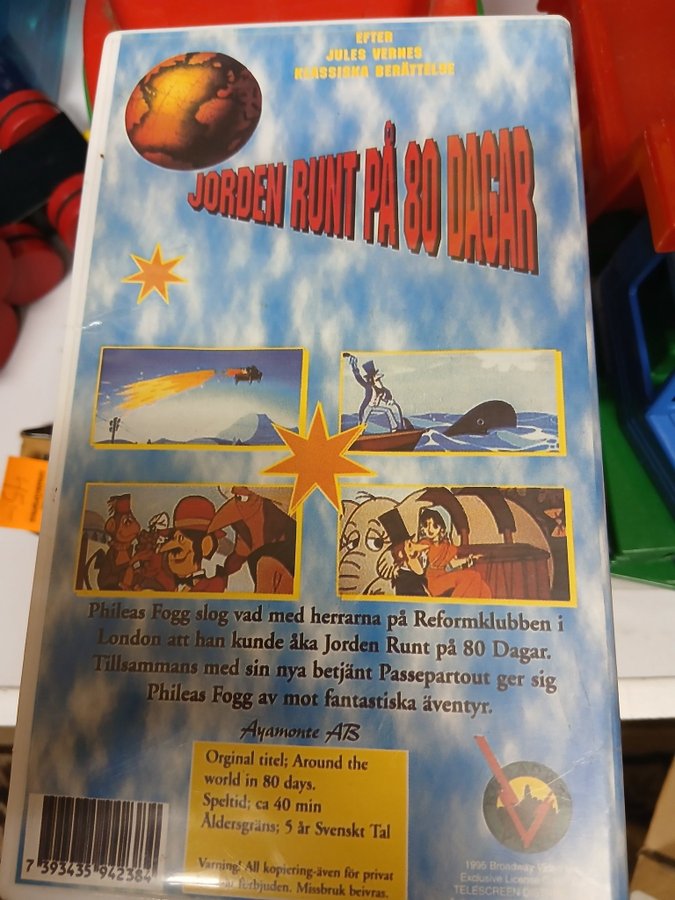 EFTER
JULES VERNES
KLASSISKA BERÄTTELSE
JORDEN RUNT PÅ 80 DAGAR
Phileas Fogg slog vad med herrarna på Reformklubben i
London att han kunde åka Jorden Runt på 80 Dagar.
Tillsammans med sin nya betjänt Passepartout ger sig
Phileas Fogg av mot fantastiska äventyr.
Ayamonte AB
Orginal titel; Around the
world in 80 days.
Speltid; ca 40 min
Åldersgräns; 5 år Svenskt Tal
Varning! All kopiering-även för privat
förbjuden. Missbruk beivras.
7 393435 942384
1995 Broadway
Exclusive License
TELESCREEN